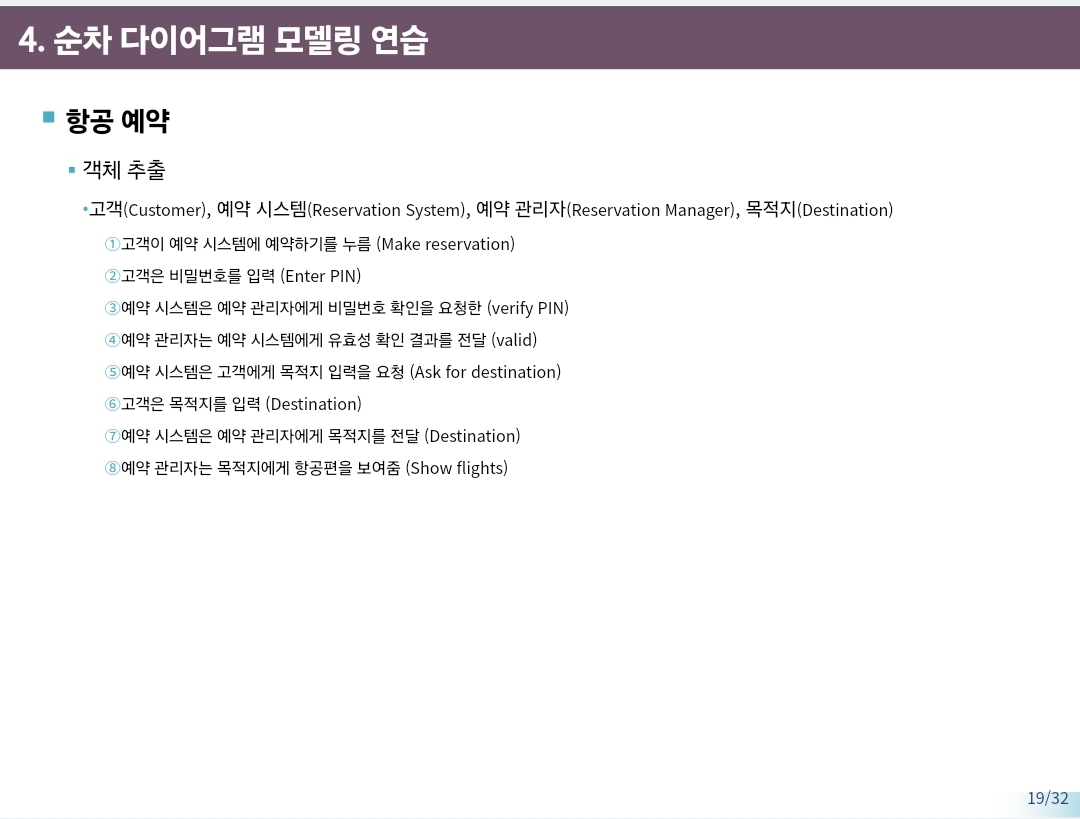 4. 순차 다이어그램 모델링 연습
항공 예약
객체 추출
•고객(Customer), 예약 시스템(Reservation System), 예약 관리자(Reservation Manager), 목적지(Destination)
①고객이 예약 시스템에 예약하기를 누름 (Make reservation)
②고객은 비밀번호를 입력 (Enter PIN)
③예약 시스템은 예약 관리자에게 비밀번호 확인을 요청한 (verify PIN)
④예약 관리자는 예약 시스템에게 유효성 확인 결과를 전달 (valid)
⑤예약 시스템은 고객에게 목적지 입력을 요청 (Ask for destination)
⑥고객은 목적지를 입력 (Destination)
⑦예약 시스템은 예약 관리자에게 목적지를 전달 (Destination)
⑧예약 관리자는 목적지에게 항공편을 보여줌 (Show flights)
19/32